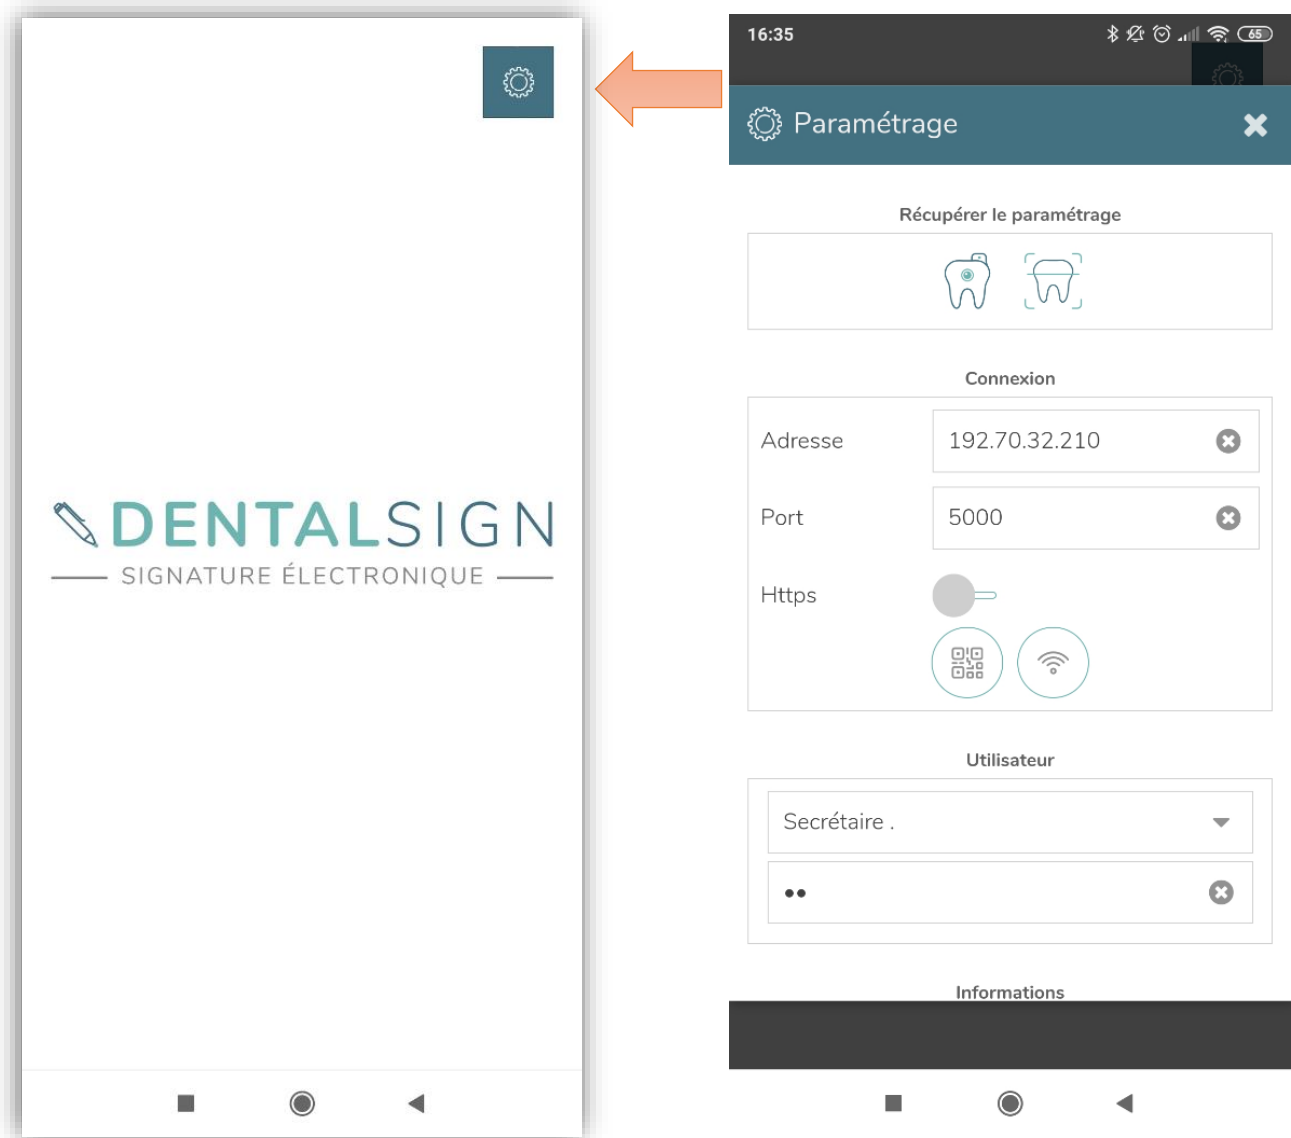 DENTALSIGN
SIGNATURE ÉLECTRONIQUE
16:35
65
Paramétrage
Récupérer le paramétrage
Connexion
Adresse 192.70.32.210
Port 5000
Https
Utilisateur
Secrétaire .
••
Informations